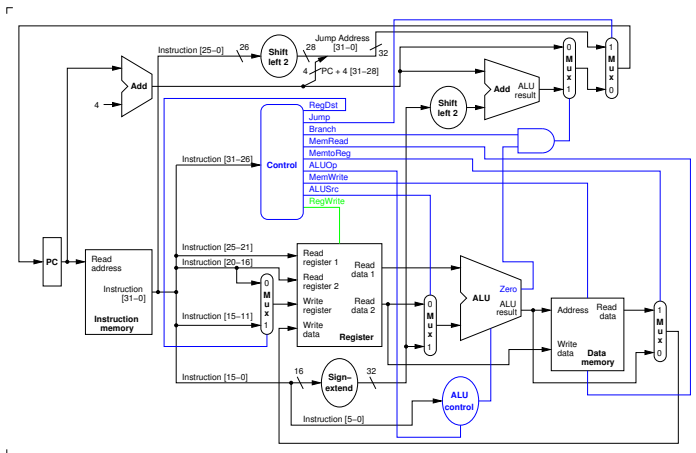 Jump Address
[31–0]
Instruction [25–0]
26
Shift
left 2
28
32
4
PC + 4 [31–28]
Add
4
0
M
u
x
1
1
M
u
x
0
Add
ALU
result
Shift
left 2
RegDst
Jump
Branch
MemRead
MemtoReg
ALUOp
MemWrite
ALUSrc
RegWrite
Control
Instruction [31–26]
PC
Read
address
Instruction
[31–0]
Instruction
memory
Instruction [25–21]
Instruction [20–16]
Instruction [15–11]
0
M
u
x
1
Read
register 1
Read
register 2
Write
register
Write
data
Read
data 1
Read
data 2
Register
0
M
u
x
1
ALU
Zero
ALU
result
Address
Read
data
Write
data
Data
memory
1
M
u
x
0
Instruction [15–0]
16
Sign–
extend
32
ALU
control
Instruction [5–0]